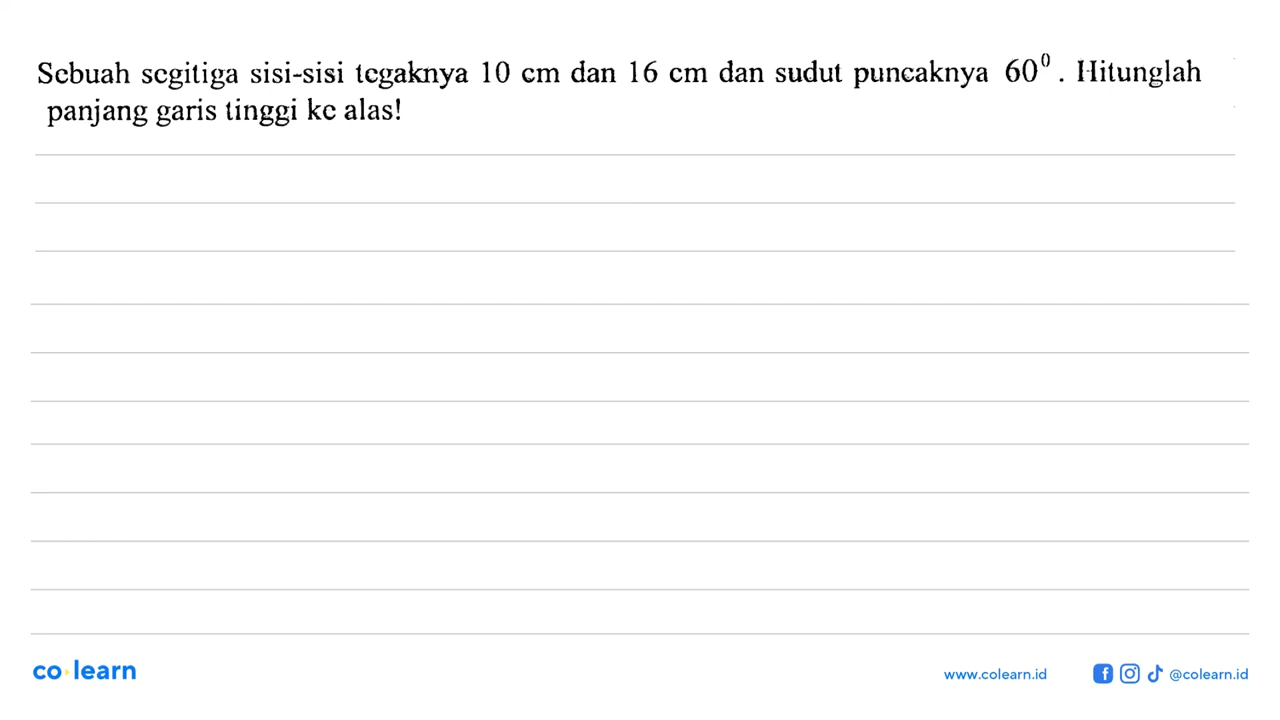 Sebuah segitiga sisi-sisi tegaknya 10 cm dan 16 cm dan sudut puncaknya 60⁰. Hitunglah
panjang garis tinggi ke alas!
co learn
www.colearn.id
@colearn.id